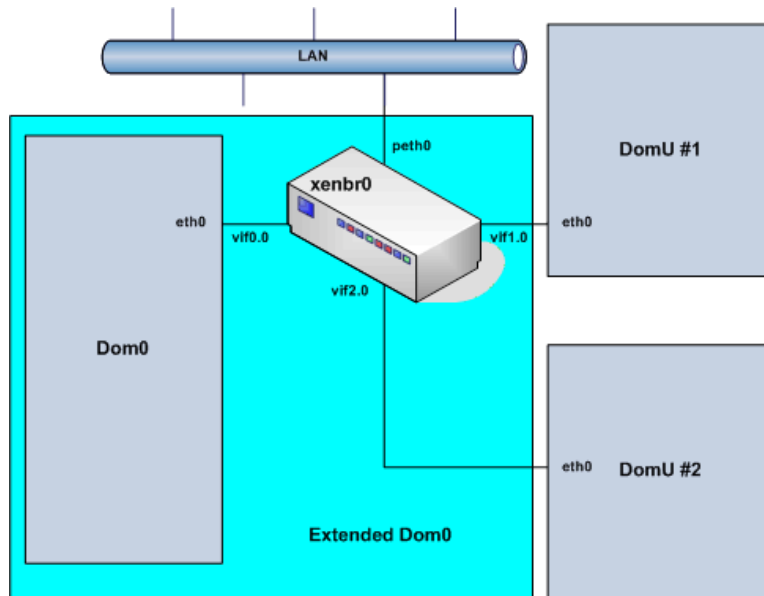 LAN
peth0
DomU #1
xenbr0
eth0
vif0.0
vif1.0
eth0
vif2.0
Dom0
eth0
DomU #2
Extended Dom0